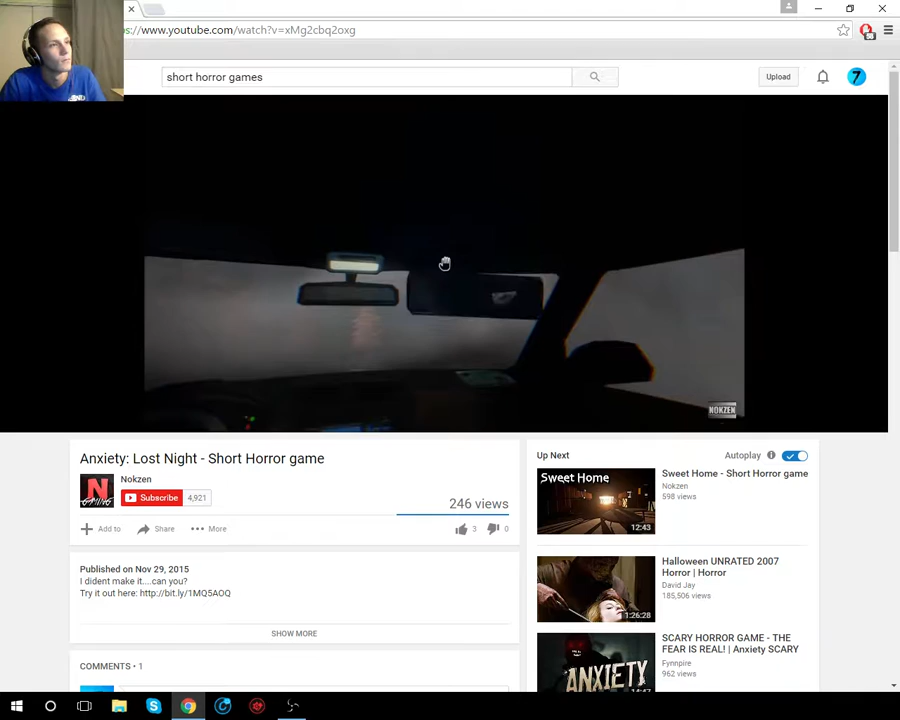 https://www.youtube.com/watch?v=xMg2cbq2oxg
short horror games
Upload
7
NOKZEN
Anxiety: Lost Night - Short Horror game
Nokzen
Subscribe 4,921
246 views
Add to Share More
3 0
Published on Nov 29, 2015
I dident make it....can you?
Try it out here: http://bit.ly/1MQ5AOQ
SHOW MORE
COMMENTS • 1
Up Next
Autoplay
Sweet Home
12:43
Sweet Home - Short Horror game
Nokzen
598 views
1:26:28
Halloween UNRATED 2007
Horror | Horror
David Jay
185,506 views
ANXIETY
14:47
SCARY HORROR GAME - THE
FEAR IS REAL! | Anxiety SCARY
Fynnpire
962 views